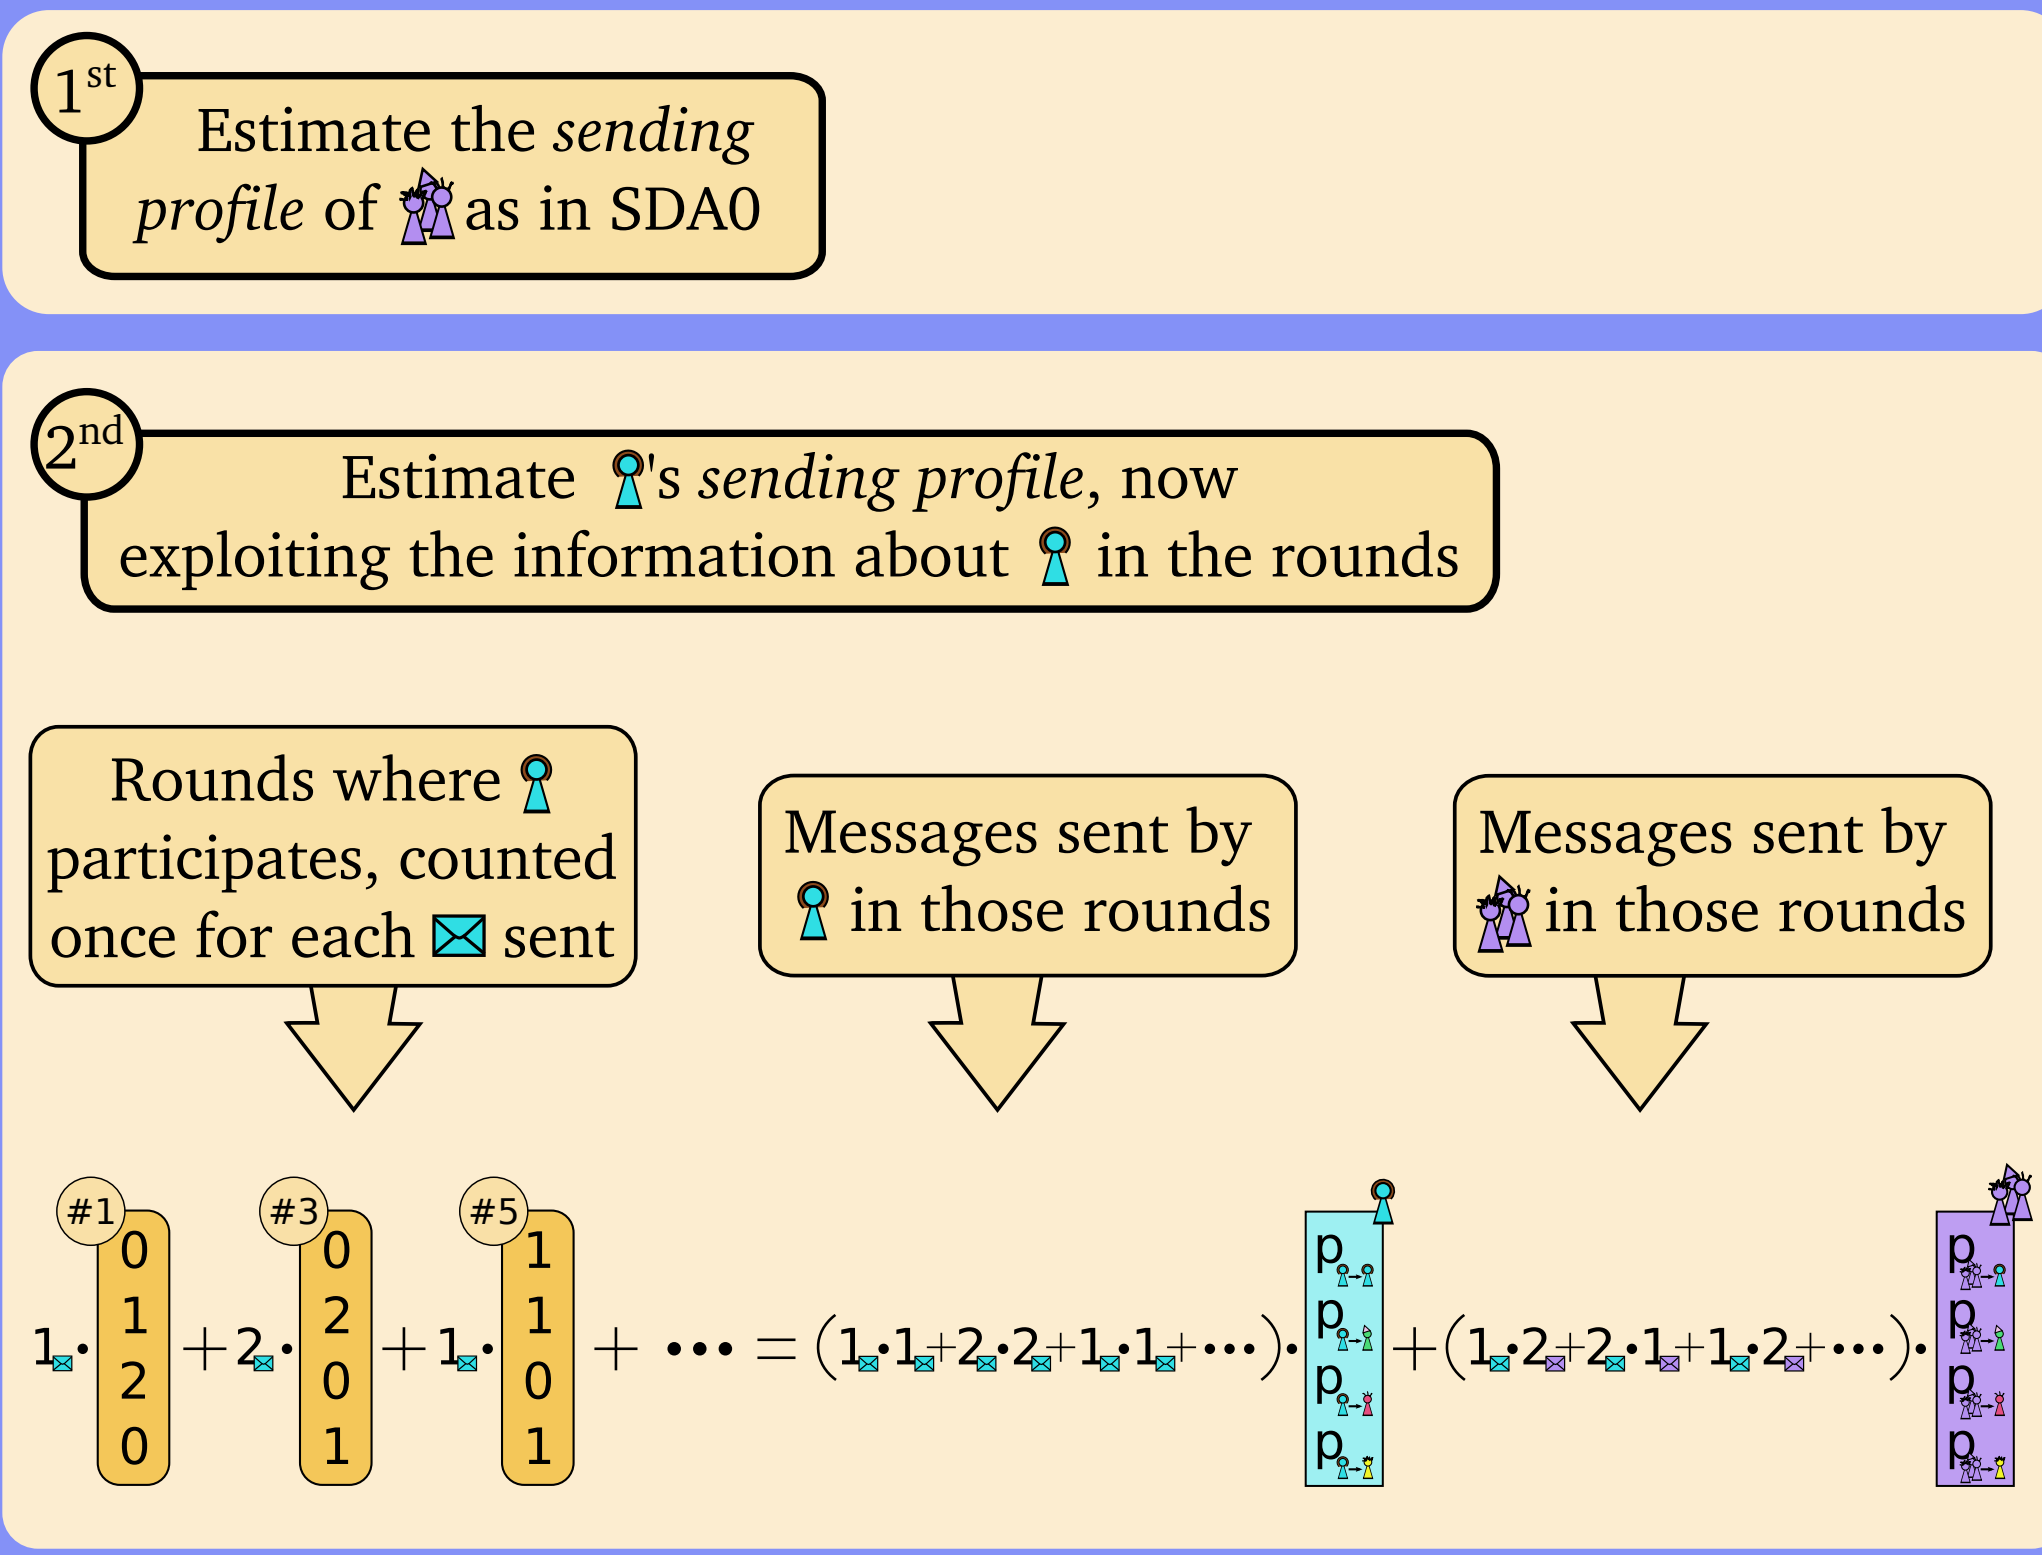 1st
Estimate the sending
profile of as in SDA0
2nd
Estimate 's sending profile, now
exploiting the information about in the rounds
Rounds where
participates, counted
once for each sent
Messages sent by
in those rounds
Messages sent by
in those rounds
#1 #3 #5
0 0 1 p p
1 2 1 p p
1· + 2· + 1· + ••• = (1·1+2·2+1·1+•••)· + (1·2+2·1+1·2+•••)·
2 0 0 p p
0 1 1 p p